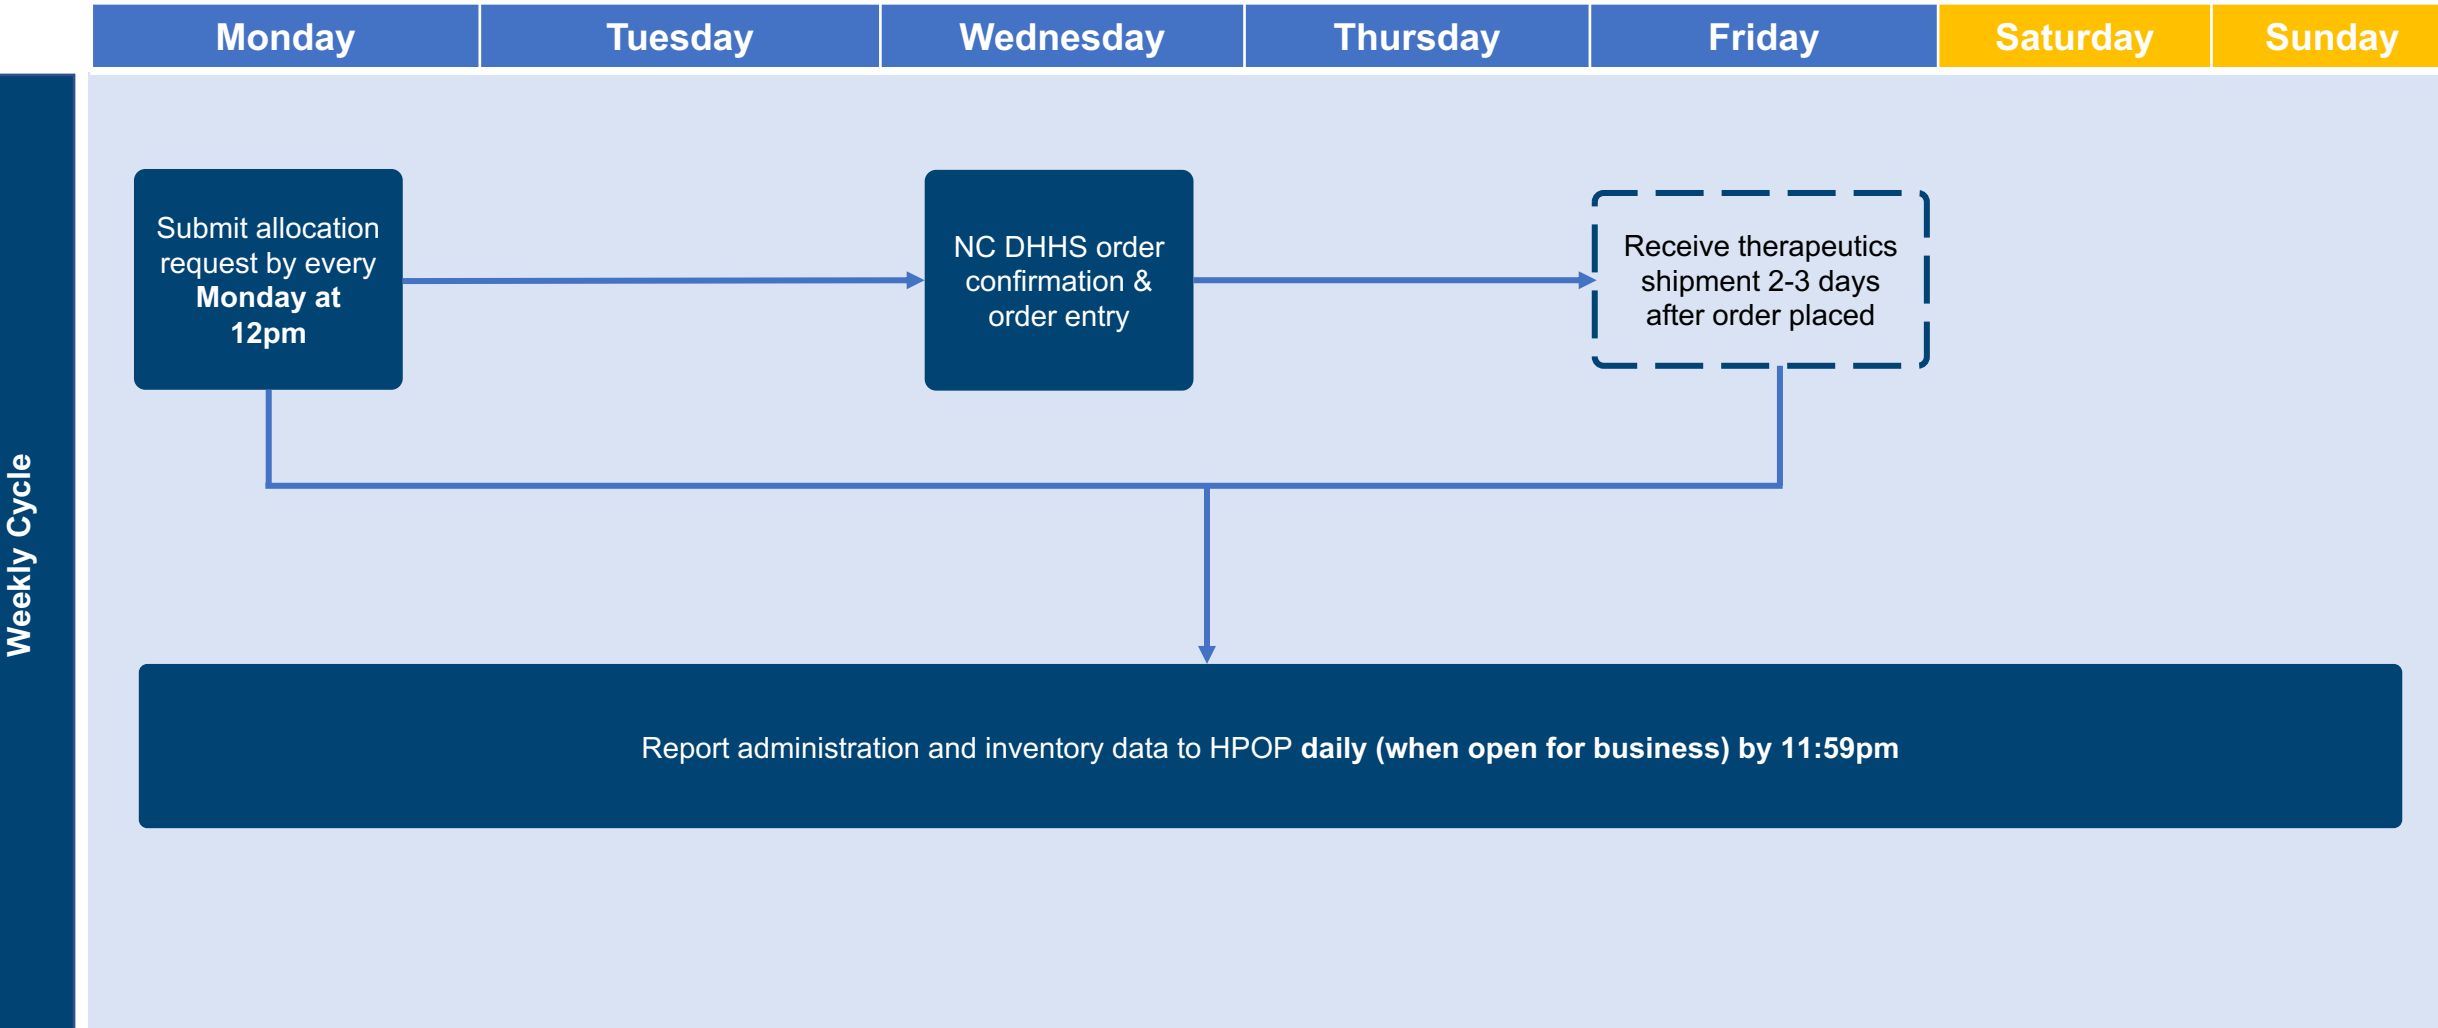 Monday Tuesday Wednesday Thursday Friday Saturday Sunday
Weekly Cycle
Submit allocation
request by every
Monday at
12pm
NC DHHS order
confirmation &
order entry
Receive therapeutics
shipment 2-3 days
after order placed
Report administration and inventory data to HPOP daily (when open for business) by 11:59pm